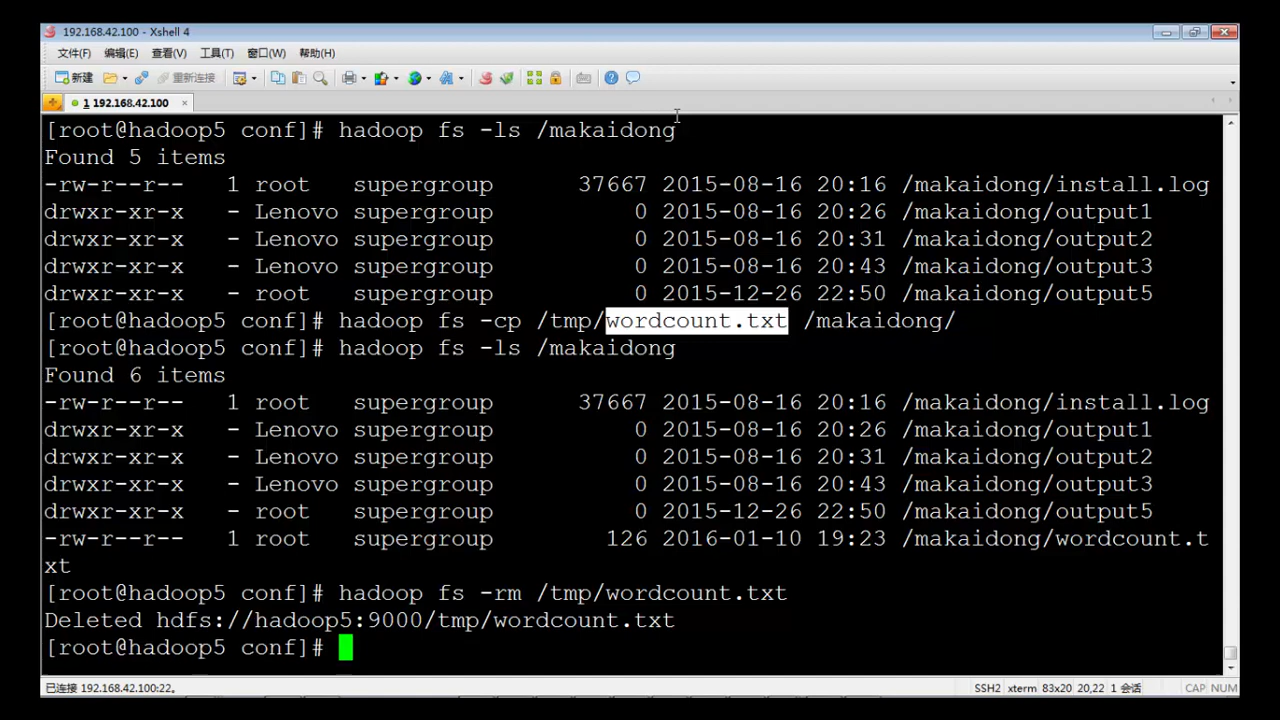 192.168.42.100 - Xshell 4
文件(F) 编辑(E) 查看(V) 工具(T) 窗口(W) 帮助(H)
新建 重新连接
1 192.168.42.100
[root@hadoop5 conf]# hadoop fs -ls /makaidong
Found 5 items
-rw-r--r--   1 root   supergroup      37667 2015-08-16 20:16 /makaidong/install.log
drwxr-xr-x   - Lenovo supergroup          0 2015-08-16 20:26 /makaidong/output1
drwxr-xr-x   - Lenovo supergroup          0 2015-08-16 20:31 /makaidong/output2
drwxr-xr-x   - Lenovo supergroup          0 2015-08-16 20:43 /makaidong/output3
drwxr-xr-x   - root   supergroup          0 2015-12-26 22:50 /makaidong/output5
[root@hadoop5 conf]# hadoop fs -cp /tmp/wordcount.txt /makaidong/
[root@hadoop5 conf]# hadoop fs -ls /makaidong
Found 6 items
-rw-r--r--   1 root   supergroup      37667 2015-08-16 20:16 /makaidong/install.log
drwxr-xr-x   - Lenovo supergroup          0 2015-08-16 20:26 /makaidong/output1
drwxr-xr-x   - Lenovo supergroup          0 2015-08-16 20:31 /makaidong/output2
drwxr-xr-x   - Lenovo supergroup          0 2015-08-16 20:43 /makaidong/output3
drwxr-xr-x   - root   supergroup          0 2015-12-26 22:50 /makaidong/output5
-rw-r--r--   1 root   supergroup        126 2016-01-10 19:23 /makaidong/wordcount.t
xt
[root@hadoop5 conf]# hadoop fs -rm /tmp/wordcount.txt
Deleted hdfs://hadoop5:9000/tmp/wordcount.txt
[root@hadoop5 conf]#
已连接 192.168.42.100:22。 SSH2 xterm 83x20 20,22 1 会话 CAP NUM